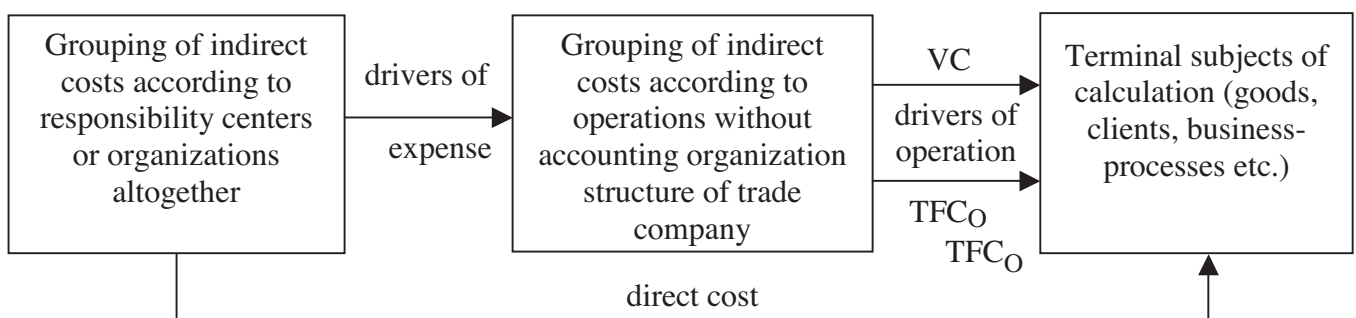 Grouping of indirect
costs according to
responsibility centers
or organizations
altogether
drivers of
expense
Grouping of indirect
costs according to
operations without
accounting organization
structure of trade
company
VC
drivers of
operation
TFCO
TFCO
Terminal subjects of
calculation (goods,
clients, business-
processes etc.)
direct cost